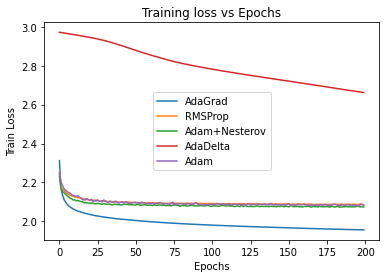 Training loss vs Epochs
3.0
2.8
2.6
2.4
2.2
2.0
Train Loss
AdaGrad
RMSProp
Adam+Nesterov
AdaDelta
Adam
0 25 50 75 100 125 150 175 200
Epochs